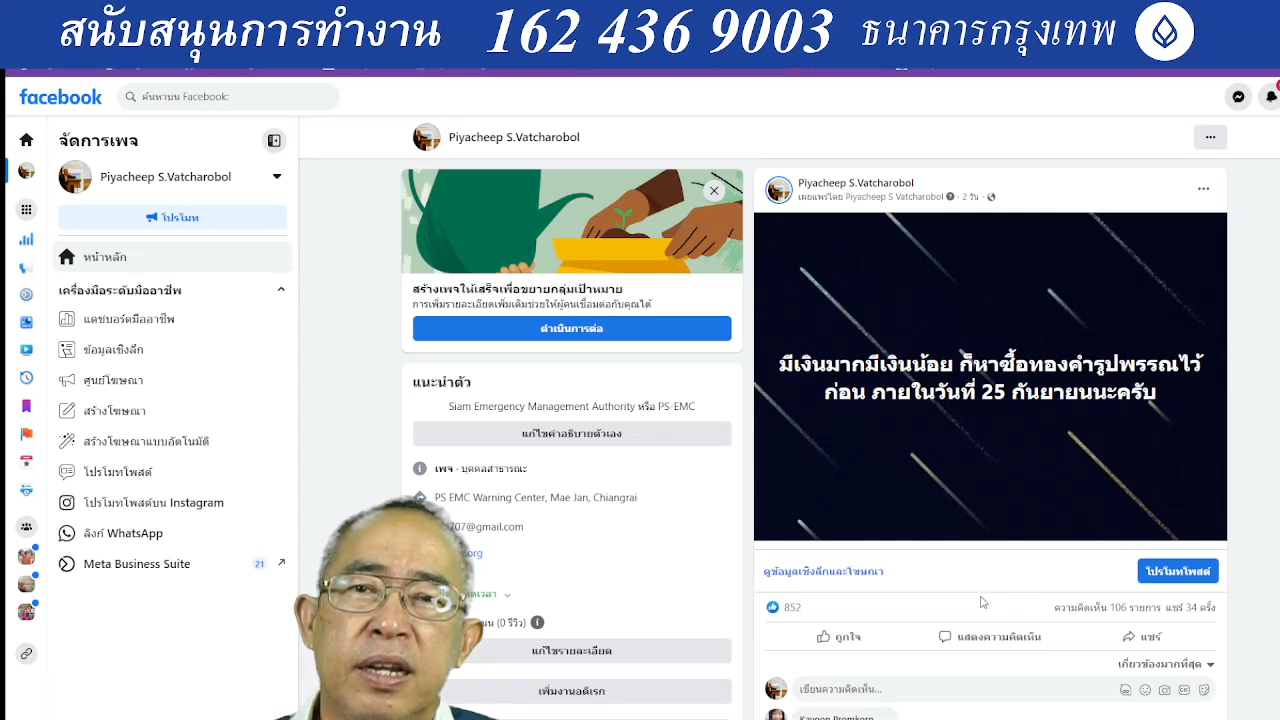 สนับสนุนการทำงาน 162 436 9003 ธนาคารกรุงเทพ
facebook
ค้นหาบน Facebook:
จัดการเพจ
Piyacheep S.Vatcharobol
โปรโมท
หน้าหลัก
เครื่องมือระดับมืออาชีพ
แดชบอร์ดมืออาชีพ
ข้อมูลเชิงลึก
ศูนย์โฆษณา
สร้างโฆษณา
สร้างโฆษณาแบบอัตโนมัติ
โปรโมทโพสต์
โปรโมทโพสต์บน Instagram
ลิงก์ WhatsApp
Meta Business Suite 21
Piyacheep S.Vatcharobol
สร้างเพจให้เสร็จเพื่อขยายกลุ่มเป้าหมาย
การเพิ่มรายละเอียดเพิ่มเติมช่วยให้ผู้คนเชื่อมต่อกับคุณได้
ดำเนินการต่อ
แนะนำตัว
Siam Emergency Management Authority หรือ PS-EMC
แก้ไขคำอธิบายตัวเอง
เพจ · บุคคลสาธารณะ
PS EMC Warning Center, Mae Jan, Chiangrai
707@gmail.com
.org
(0 รีวิว)
แก้ไขรายละเอียด
เพิ่มงานอดิเรก
Piyacheep S.Vatcharobol
เผยแพร่โดย Piyacheep S Vatcharobol · 2 วัน ·
มีเงินมากมีเงินน้อย ก็หาซื้อทองคำรูปพรรณไว้
ก่อน ภายในวันที่ 25 กันยายนนะครับ
ดูข้อมูลเชิงลึกและโฆษณา
โปรโมทโพสต์
852
ความคิดเห็น 106 รายการ แชร์ 34 ครั้ง
ถูกใจ
แสดงความคิดเห็น
แชร์
เกี่ยวข้องมากที่สุด
เขียนความคิดเห็น...